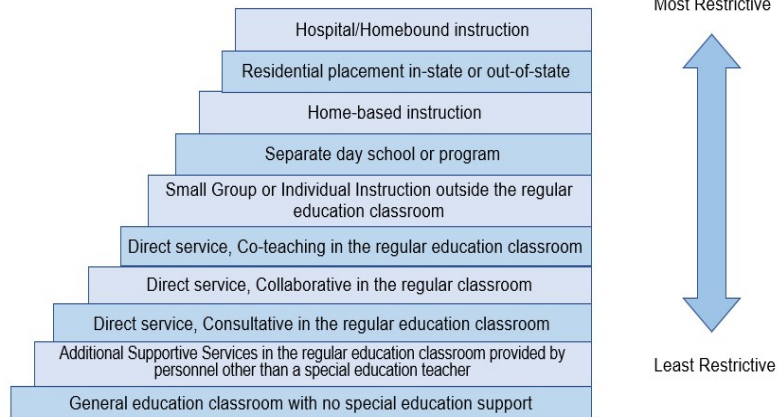 Most Restrictive
Hospital/Homebound instruction
Residential placement in-state or out-of-state
Home-based instruction
Separate day school or program
Small Group or Individual Instruction outside the regular
education classroom
Direct service, Co-teaching in the regular education classroom
Direct service, Collaborative in the regular classroom
Direct service, Consultative in the regular education classroom
Additional Supportive Services in the regular education classroom provided by
personnel other than a special education teacher
Least Restrictive
General education classroom with no special education support